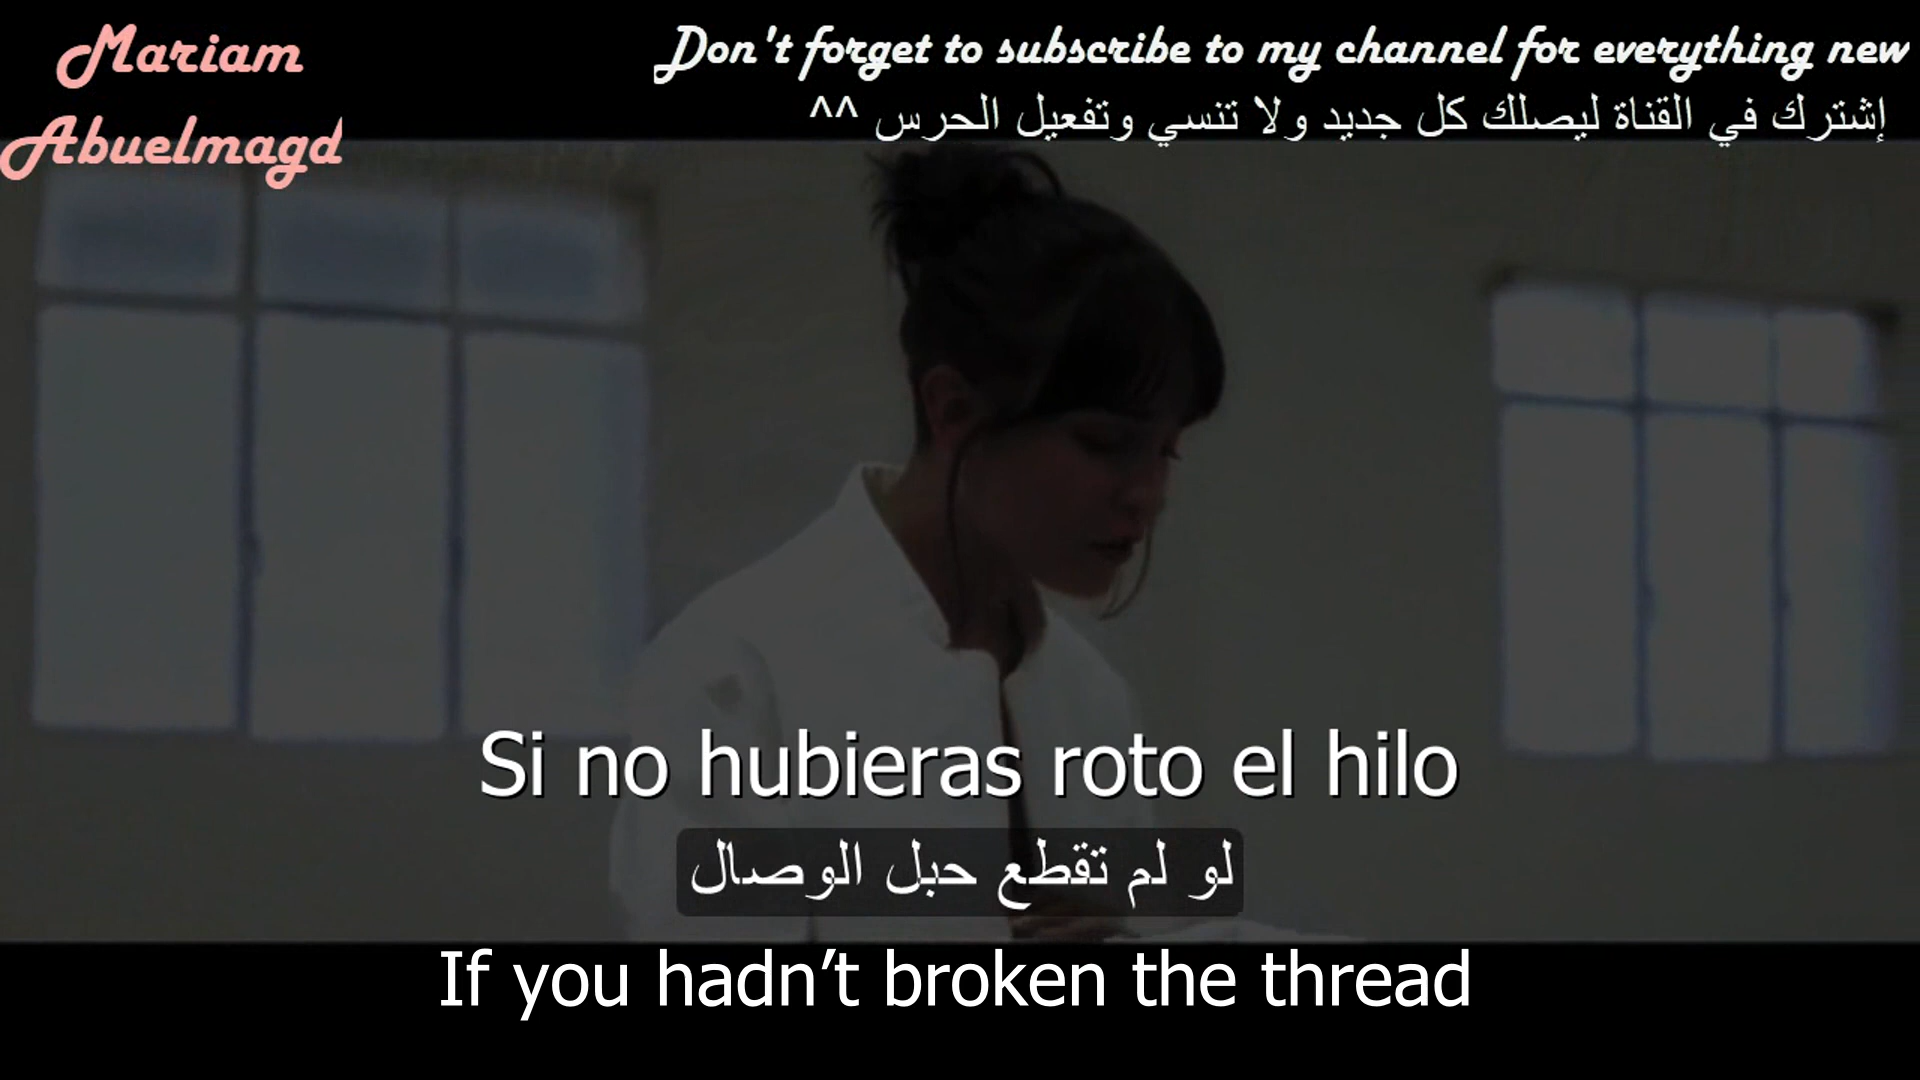 Mariam
Abuelmagd
Don't forget to subscribe to my channel for everything new
إشترك في القناة ليصلك كل جديد ولا تنسي وتفعيل الحرس ^^
Si no hubieras roto el hilo
لو لم تقطع حبل الوصال
If you hadn’t broken the thread